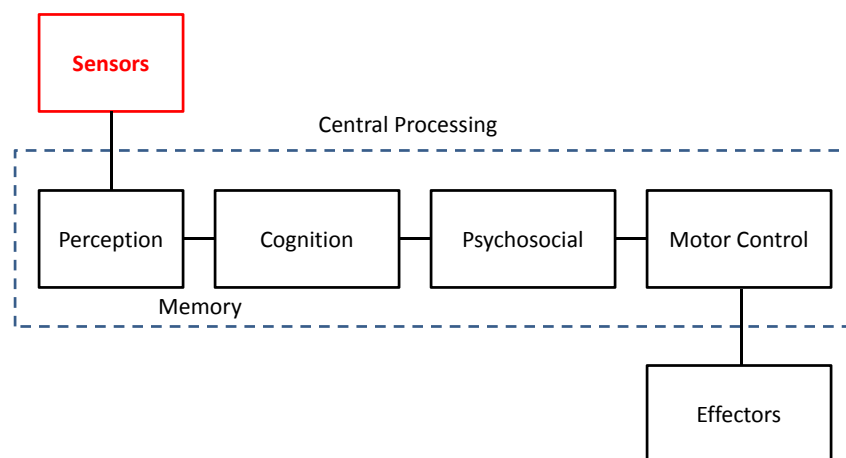 Sensors
Central Processing
Perception
Cognition
Psychosocial
Motor Control
Memory
Effectors